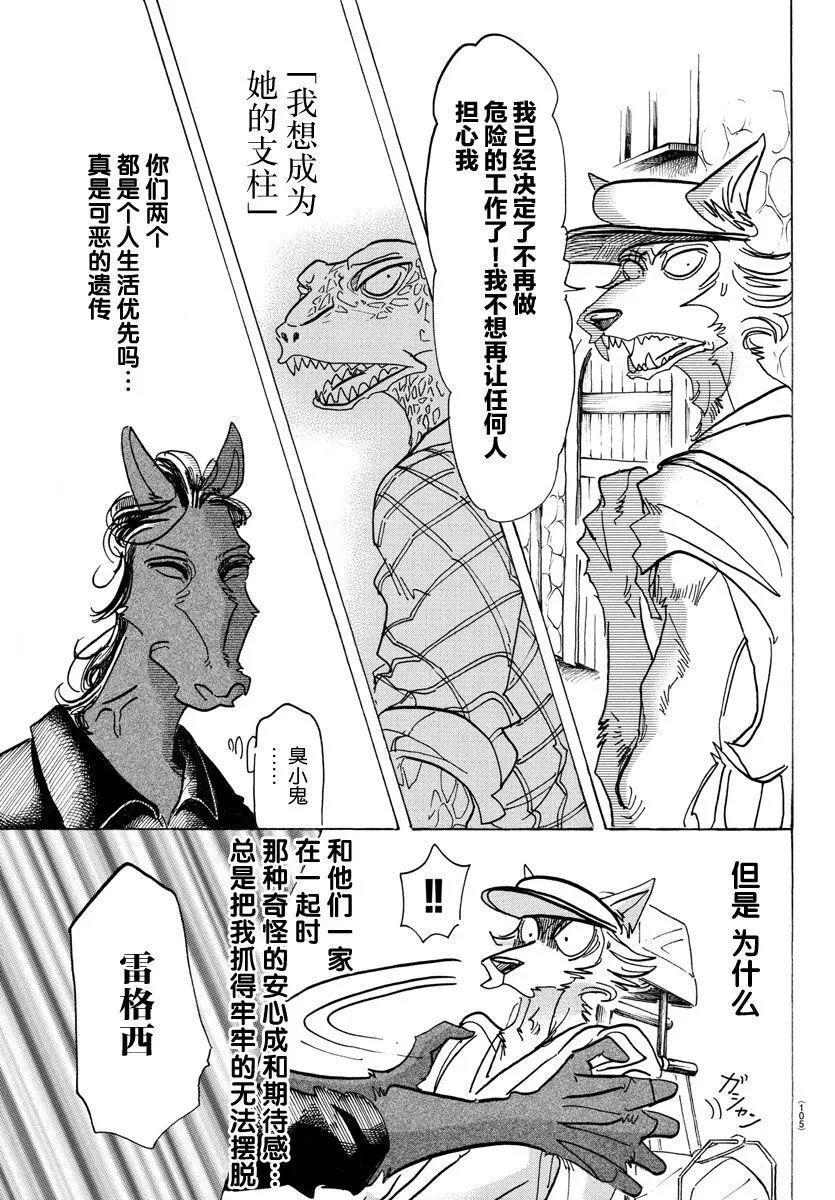 我已经决定了不再做
危险的工作了！我不想再让任何人
担心我
「我想成为
她的支柱」
你们两个
都是个人生活优先吗…
真是可恶的遗传
臭小鬼
……
但是 为什么
!!
ガシャン
和他们一家
在一起时
那种奇怪的安心成和期待感…
总是把我抓得牢牢的无法摆脱
雷格西
(105)